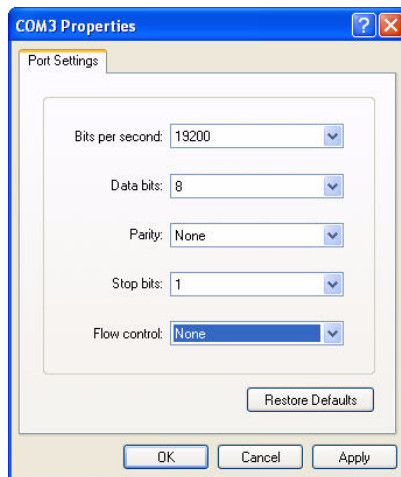 COM3 Properties
Port Settings
Bits per second: 19200
Data bits: 8
Parity: None
Stop bits: 1
Flow control: None
Restore Defaults
OK Cancel Apply